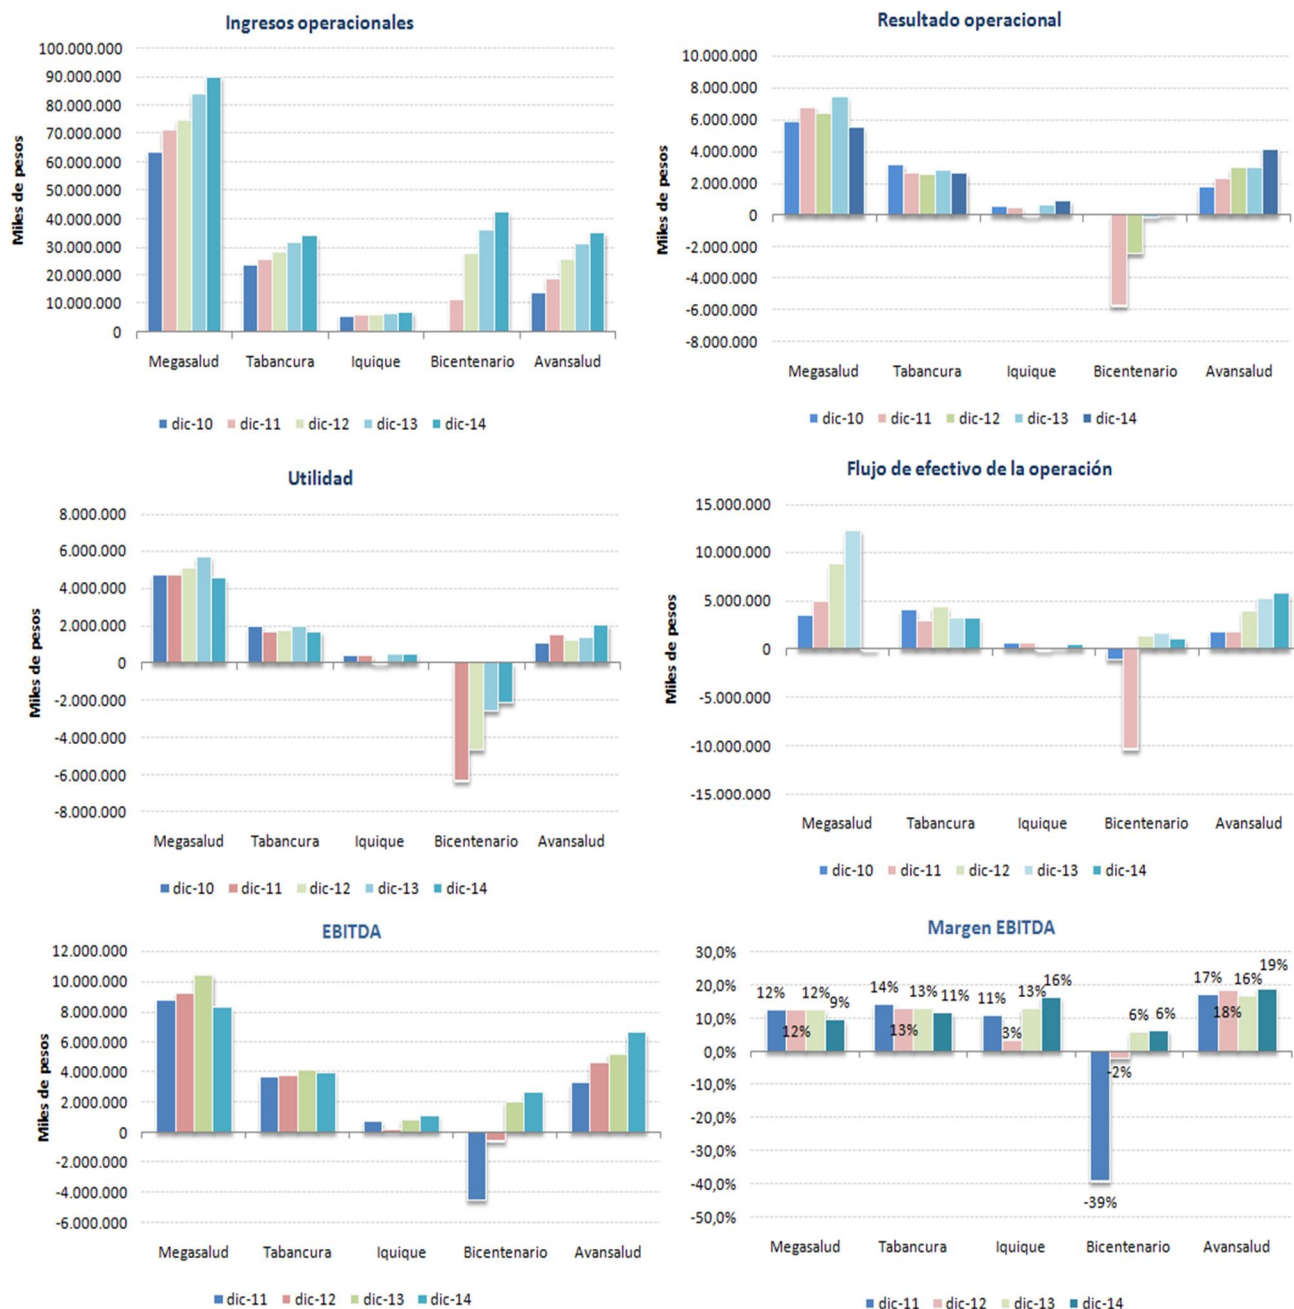 Ingresos operacionales
Miles de pesos
100.000.000
90.000.000
80.000.000
70.000.000
60.000.000
50.000.000
40.000.000
30.000.000
20.000.000
10.000.000
0
Megasalud Tabancura Iquique Bicentenario Avansalud
dic-10 dic-11 dic-12 dic-13 dic-14
Resultado operacional
Miles de pesos
10.000.000
8.000.000
6.000.000
4.000.000
2.000.000
0
-2.000.000
-4.000.000
-6.000.000
-8.000.000
Megasalud Tabancura Iquique Bicentenario Avansalud
dic-10 dic-11 dic-12 dic-13 dic-14
Utilidad
Miles de pesos
8.000.000
6.000.000
4.000.000
2.000.000
0
-2.000.000
-4.000.000
-6.000.000
-8.000.000
Megasalud Tabancura Iquique Bicentenario Avansalud
dic-10 dic-11 dic-12 dic-13 dic-14
Flujo de efectivo de la operación
Miles de pesos
15.000.000
10.000.000
5.000.000
0
-5.000.000
-10.000.000
-15.000.000
Megasalud Tabancura Iquique Bicentenario Avansalud
dic-10 dic-11 dic-12 dic-13 dic-14
EBITDA
Miles de pesos
12.000.000
10.000.000
8.000.000
6.000.000
4.000.000
2.000.000
0
-2.000.000
-4.000.000
-6.000.000
Megasalud Tabancura Iquique Bicentenario Avansalud
dic-11 dic-12 dic-13 dic-14
Margen EBITDA
30,0%
20,0%
10,0%
0,0%
-10,0%
-20,0%
-30,0%
-40,0%
-50,0%
12% 12% 12% 9%
14% 13% 13% 11%
11% 3% 13% 16%
-39% -2% 6% 6%
17% 18% 16% 19%
Megasalud Tabancura Iquique Bicentenario Avansalud
dic-11 dic-12 dic-13 dic-14